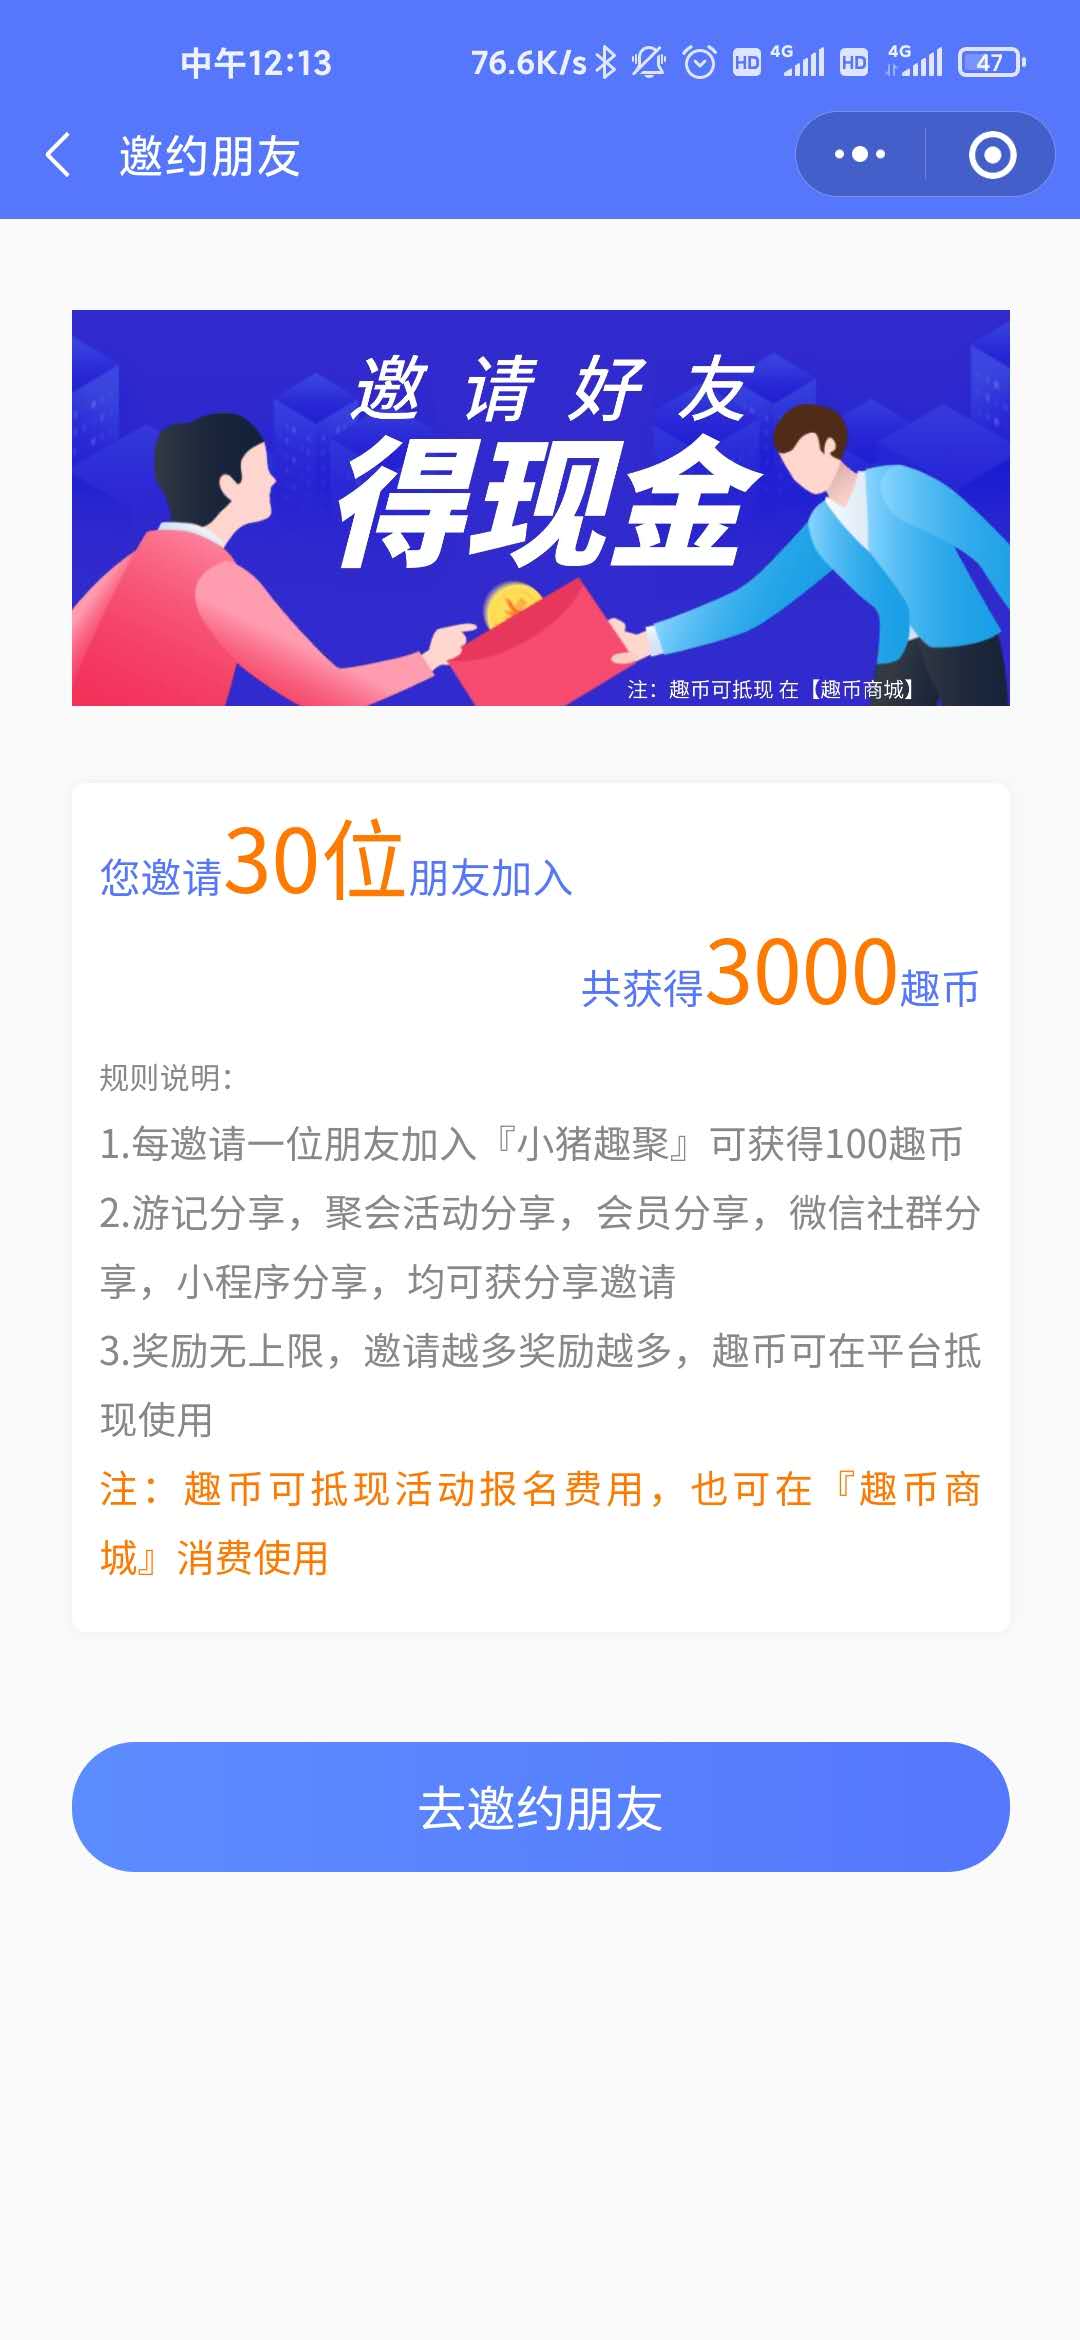 中午12:13
76.6K/s HD 4G HD 4G 47
邀约朋友
邀请好友
得现金
注：趣币可抵现 在【趣币商城】
您邀请30位朋友加入
共获得3000趣币
规则说明：
1.每邀请一位朋友加入『小猪趣聚』可获得100趣币
2.游记分享，聚会活动分享，会员分享，微信社群分
享，小程序分享，均可获分享邀请
3.奖励无上限，邀请越多奖励越多，趣币可在平台抵
现使用
注：趣币可抵现活动报名费用，也可在『趣币商
城』消费使用
去邀约朋友